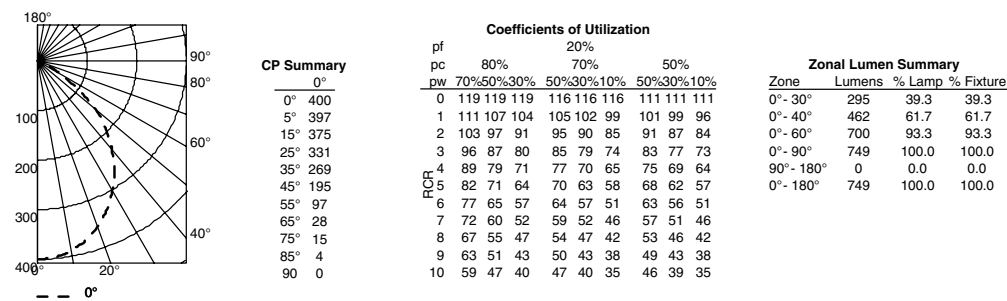 180°
90°
80°
100
60°
200
300
40°
400
0°
20°
0°
CP Summary
0°
0° 400
5° 397
15° 375
25° 331
35° 269
45° 195
55° 97
65° 28
75° 15
85° 4
90 0
Coefficients of Utilization
pf 20%
pc 80% 70% 50%
pw 70%50%30% 50%30%10% 50%30%10%
RCR
0 119 119 119 116 116 116 111 111 111
1 111 107 104 105 102 99 101 99 96
2 103 97 91 95 90 85 91 87 84
3 96 87 80 85 79 74 83 77 73
4 89 79 71 77 70 65 75 69 64
5 82 71 64 70 63 58 68 62 57
6 77 65 57 64 57 51 63 56 51
7 72 60 52 59 52 46 57 51 46
8 67 55 47 54 47 42 53 46 42
9 63 51 43 50 43 38 49 43 38
10 59 47 40 47 40 35 46 39 35
Zonal Lumen Summary
Zone Lumens % Lamp % Fixture
0°- 30° 295 39.3 39.3
0°- 40° 462 61.7 61.7
0°- 60° 700 93.3 93.3
0°- 90° 749 100.0 100.0
90°- 180° 0 0.0 0.0
0°- 180° 749 100.0 100.0